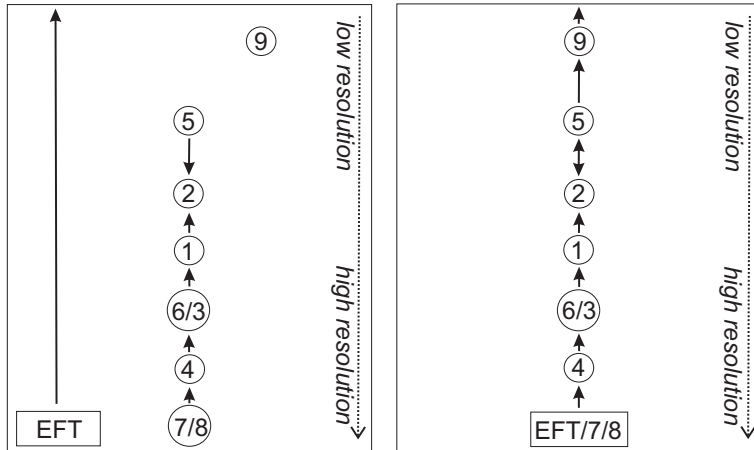 9
5
2
1
6/3
4
7/8
EFT
low resolution
high resolution
9
5
2
1
6/3
4
EFT/7/8
low resolution
high resolution